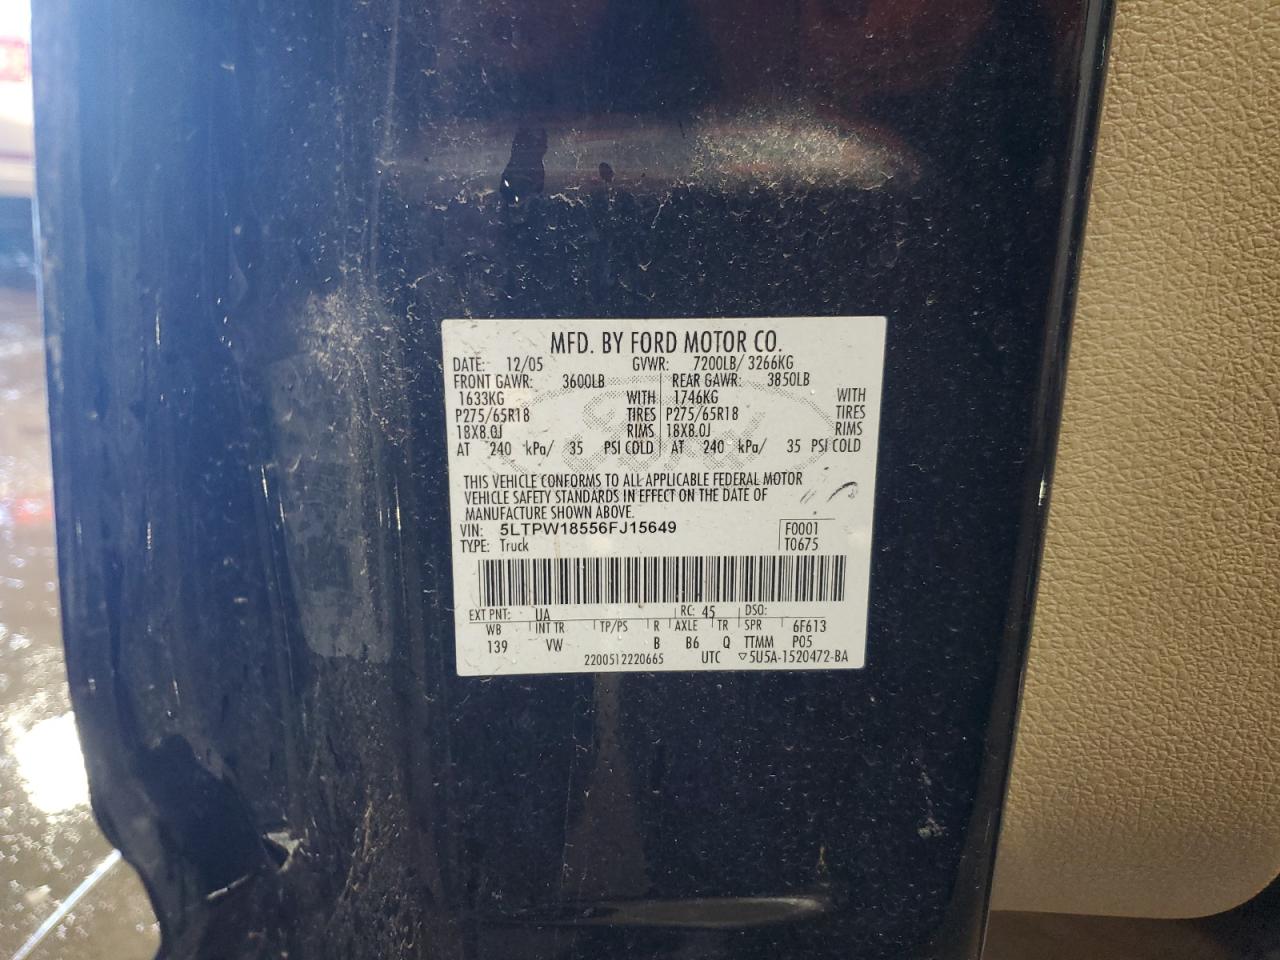 MFD. BY FORD MOTOR CO.
DATE: 12/05 GVWR: 7200LB/ 3266KG
FRONT GAWR: 3600LB REAR GAWR: 3850LB
1633KG WITH 1746KG WITH
P275/65R18 TIRES P275/65R18 TIRES
18X8.0J RIMS 18X8.0J RIMS
AT 240 kPa/ 35 PSI COLD AT 240 kPa/ 35 PSI COLD
THIS VEHICLE CONFORMS TO ALL APPLICABLE FEDERAL MOTOR
VEHICLE SAFETY STANDARDS IN EFFECT ON THE DATE OF
MANUFACTURE SHOWN ABOVE.
VIN: 5LTPW18556FJ15649 F0001
TYPE: Truck T0675
EXT PNT: UA RC: 45 DSO:
WB INT TR TP/PS R AXLE TR SPR 6F613
139 VW B B6 Q TTMM P05
2200512220665 UTC ▽5U5A-1520472-BA